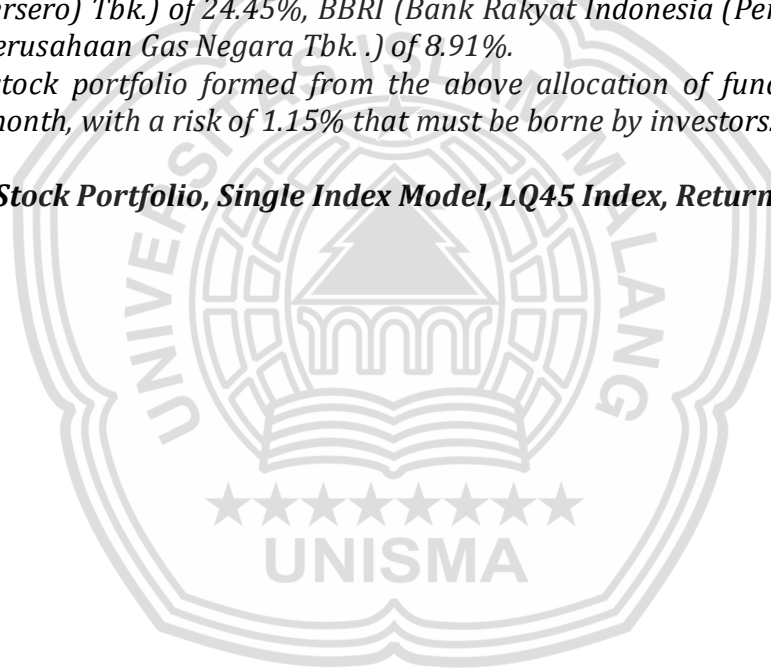 ersero) Tbk.) of 24.45%, BBRI (Bank Rakyat Indonesia (Per
erusahaan Gas Negara Tbk. .) of 8.91%.
stock portfolio formed from the above allocation of func
month, with a risk of 1.15% that must be borne by investors.
Stock Portfolio, Single Index Model, LQ45 Index, Return
UNIVERSITAS ISLAM MALANG
UNISMA